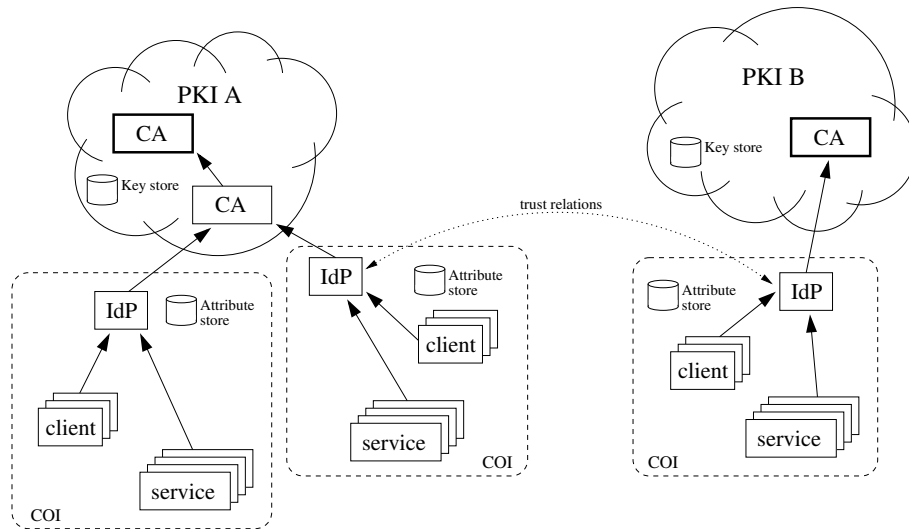 PKI A
CA
Key store
CA
PKI B
CA
Key store
trust relations
IdP
Attribute
store
client
service
COI
IdP
Attribute
store
client
service
COI
IdP
Attribute
store
client
service
COI